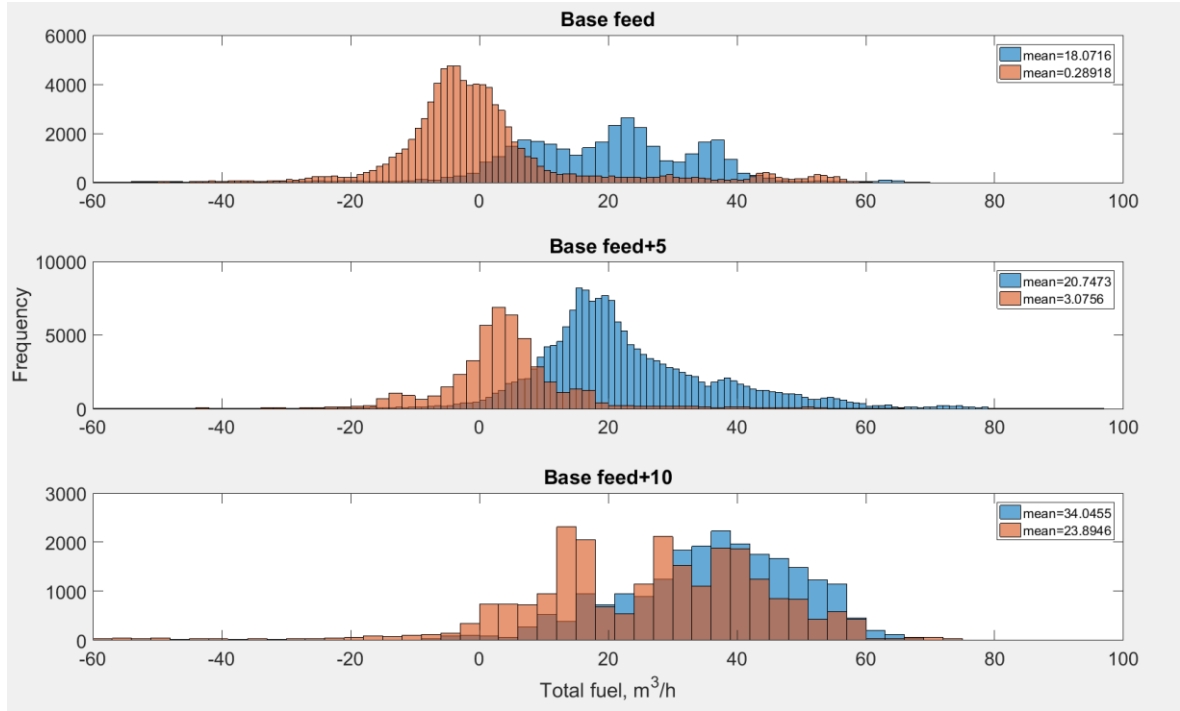 Base feed
6000
4000
2000
0
-60 -40 -20 0 20 40 60 80 100
mean=18.0716
mean=0.28918
Base feed+5
10000
5000
0
-60 -40 -20 0 20 40 60 80 100
mean=20.7473
mean=3.0756
Frequency
Base feed+10
3000
2000
1000
0
-60 -40 -20 0 20 40 60 80 100
mean=34.0455
mean=23.8946
Total fuel, m³/h